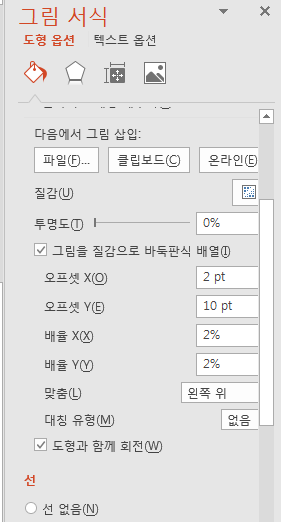 그림 서식
도형 옵션 텍스트 옵션
다음에서 그림 삽입:
파일(F)... 클립보드(C) 온라인(E)
질감(U)
투명도(T) 0%
그림을 질감으로 바둑판식 배열(I)
오프셋 X(O) 2 pt
오프셋 Y(E) 10 pt
배율 X(X) 2%
배율 Y(Y) 2%
맞춤(L) 왼쪽 위
대칭 유형(M) 없음
도형과 함께 회전(W)
선
선 없음(N)